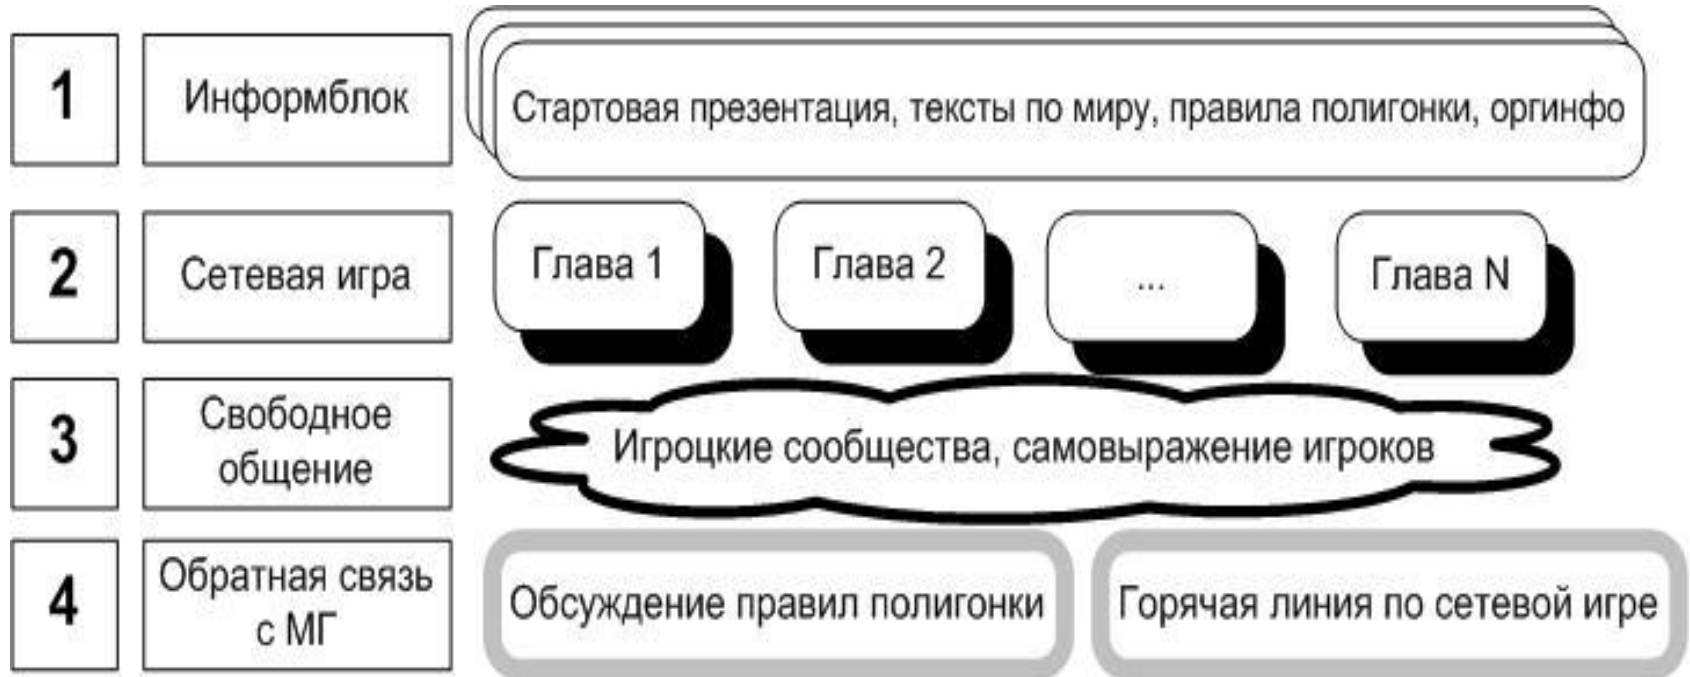 1
Информблок
Стартовая презентация, тексты по миру, правила полигонки, оргинфо
2
Сетевая игра
Глава 1
Глава 2
...
Глава N
3
Свободное
общение
Игроцкие сообщества, самовыражение игроков
4
Обратная связь
с МГ
Обсуждение правил полигонки
Горячая линия по сетевой игре